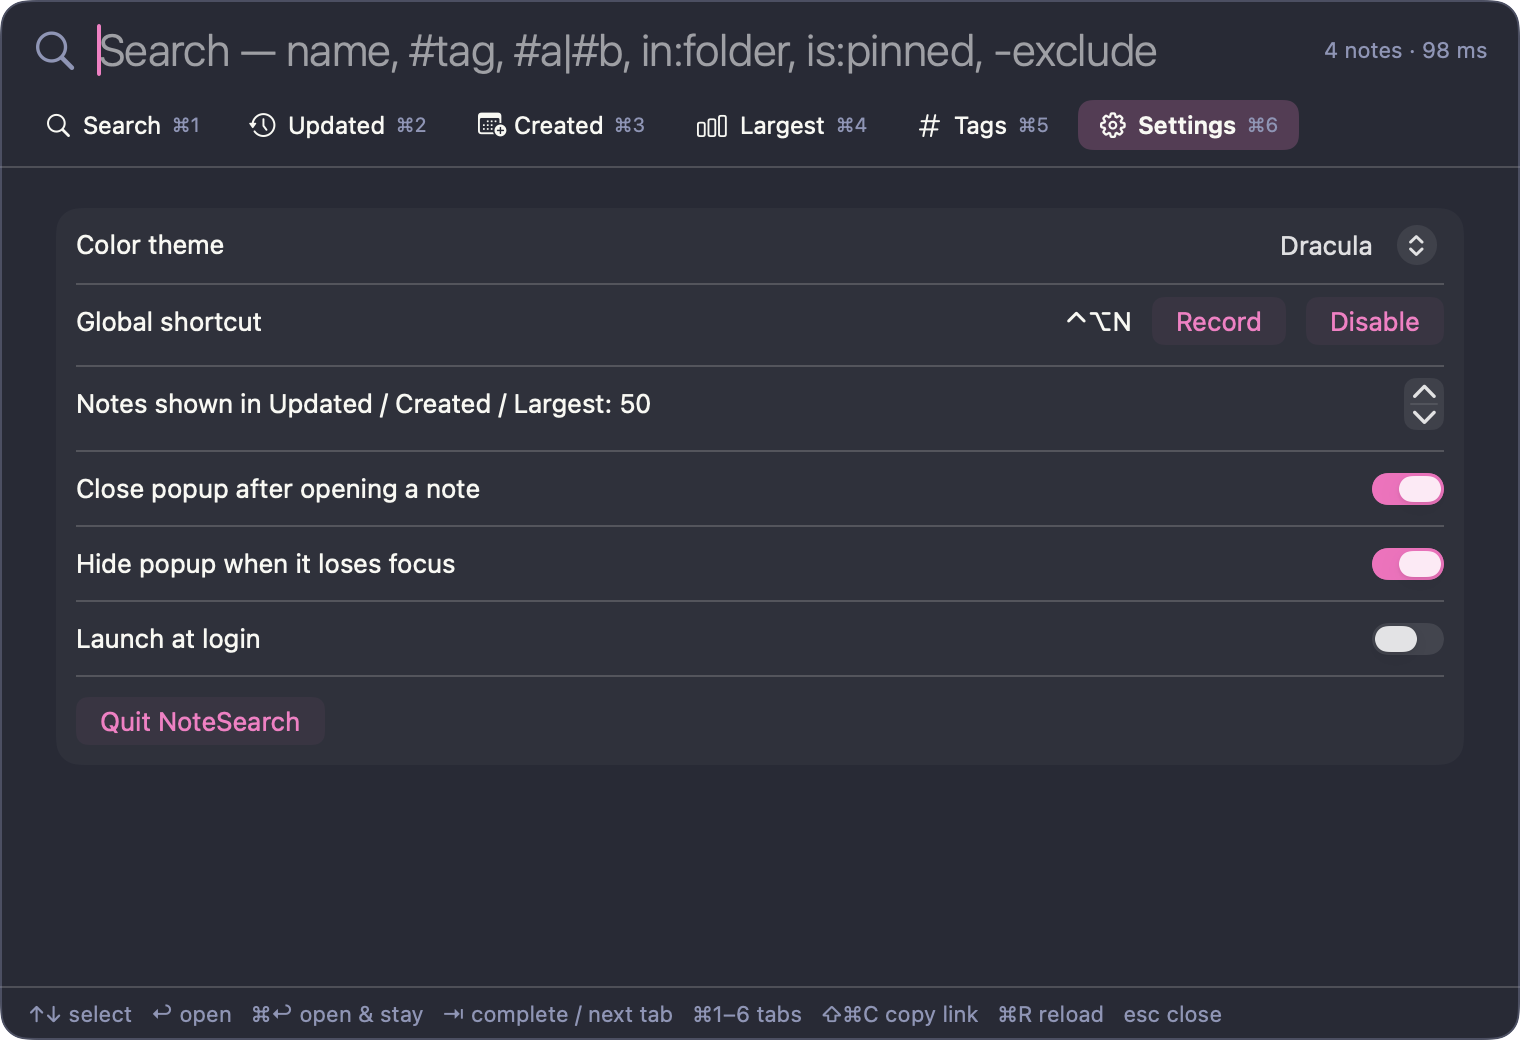 Search — name, #tag, #a|#b, in:folder, is:pinned, -exclude 4 notes · 98 ms
Search ⌘1 Updated ⌘2 Created ⌘3 Largest ⌘4 # Tags ⌘5 Settings ⌘6
Color theme Dracula
Global shortcut ^⌥N Record Disable
Notes shown in Updated / Created / Largest: 50
Close popup after opening a note
Hide popup when it loses focus
Launch at login
Quit NoteSearch
↑↓ select ↩ open ⌘↩ open & stay ⇥ complete / next tab ⌘1–6 tabs ⇧⌘C copy link ⌘R reload esc close